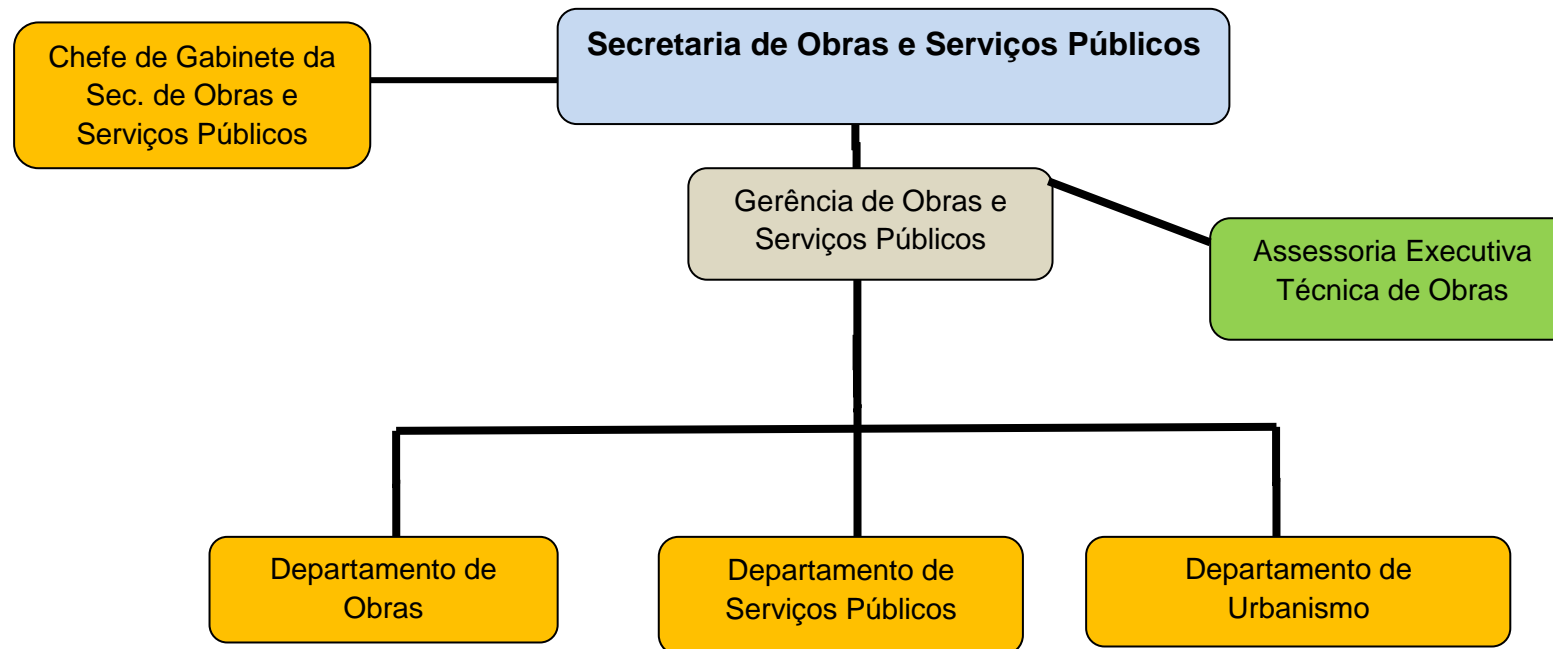 Chefe de Gabinete da
Sec. de Obras e
Serviços Públicos
Secretaria de Obras e Serviços Públicos
Gerência de Obras e
Serviços Públicos
Assessoria Executiva
Técnica de Obras
Departamento de
Obras
Departamento de
Serviços Públicos
Departamento de
Urbanismo